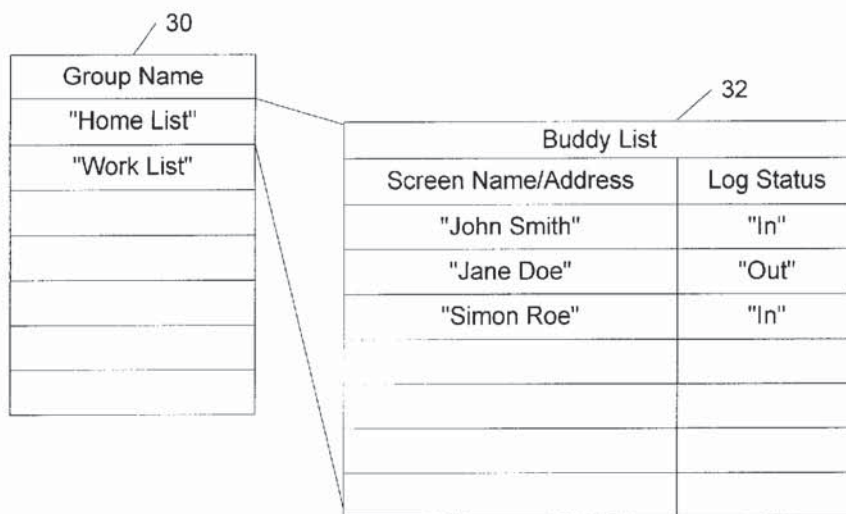 30
Group Name
"Home List"
"Work List"
32
Buddy List
Screen Name/Address Log Status
"John Smith" "In"
"Jane Doe" "Out"
"Simon Roe" "In"